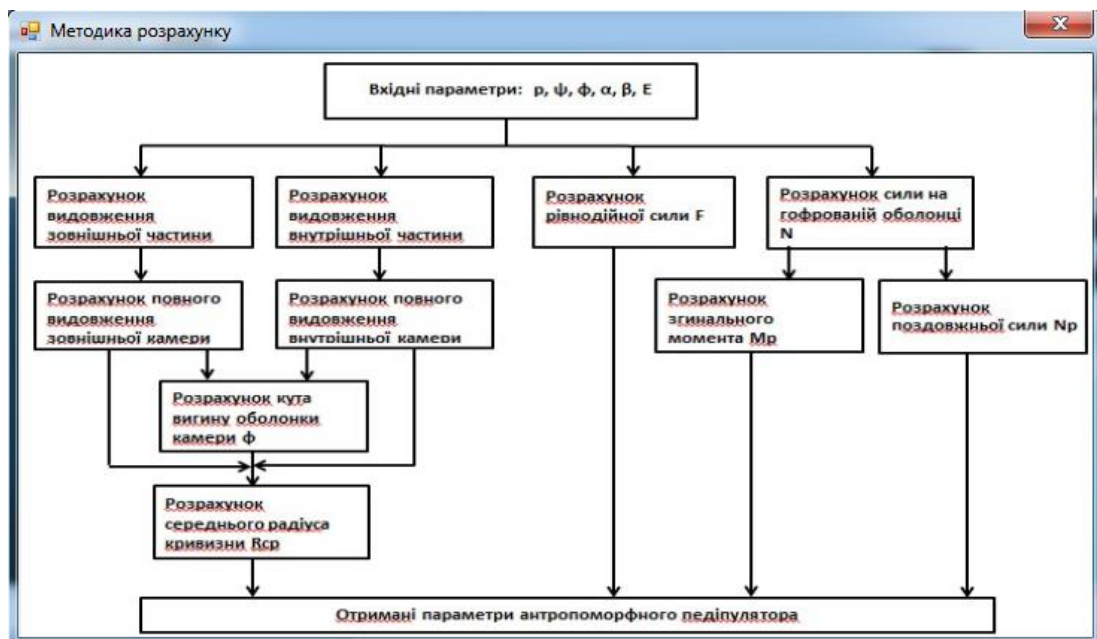 Методика розрахунку
x
Вхідні параметри: р, ψ, ф, α, β, Е
Розрахунок
видовження
зовнішньої частини
Розрахунок
видовження
внутрішньої частини
Розрахунок
рівнодійної сили F
Розрахунок сили на
гофрованій оболонці
N
Розрахунок повного
видовження
зовнішньої камери
Розрахунок повного
видовження
внутрішньої камери
Розрахунок
згинального
момента Мр
Розрахунок
поздовжньої сили Np
Розрахунок кута
вигину оболонки
камери ф
Розрахунок
середнього радіуса
кривизни Rср
Отримані параметри антропоморфного педіпулятора